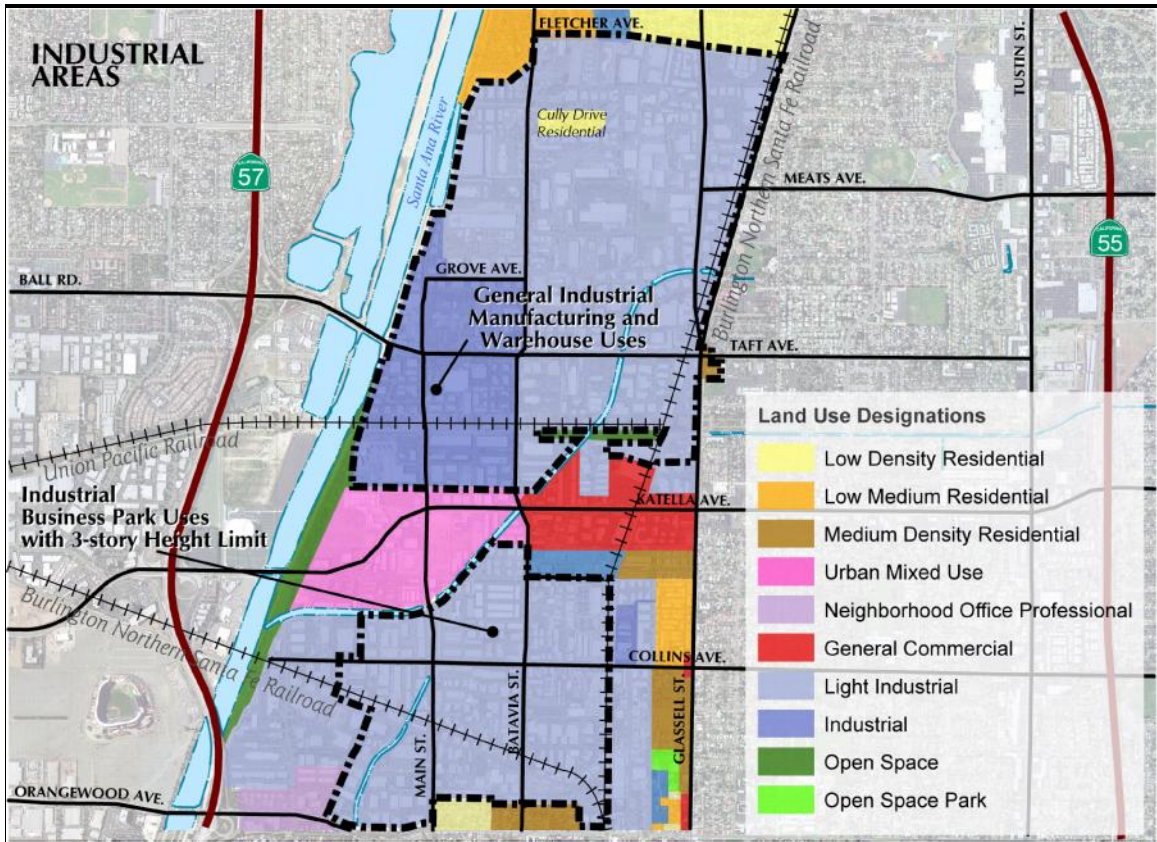 INDUSTRIAL
AREAS
FLETCHER AVE.
TUSTIN ST.
Cully Drive
Residential
Santa Ana River
Burlington Northern Santa Fe Railroad
CALIFORNIA
57
MEATS AVE.
CALIFORNIA
55
GROVE AVE.
BALL RD.
General Industrial
Manufacturing and
Warehouse Uses
TAFT AVE.
Union Pacific Railroad
Land Use Designations
Low Density Residential
Low Medium Residential
Medium Density Residential
Urban Mixed Use
Neighborhood Office Professional
General Commercial
Light Industrial
Industrial
Open Space
Open Space Park
Industrial
Business Park Uses
with 3-story Height Limit
KATELLA AVE.
Burlington Northern Santa Fe Railroad
COLLINS AVE.
MAIN ST.
BATAVIA ST.
GLASSELL ST.
ORANGEWOOD AVE.